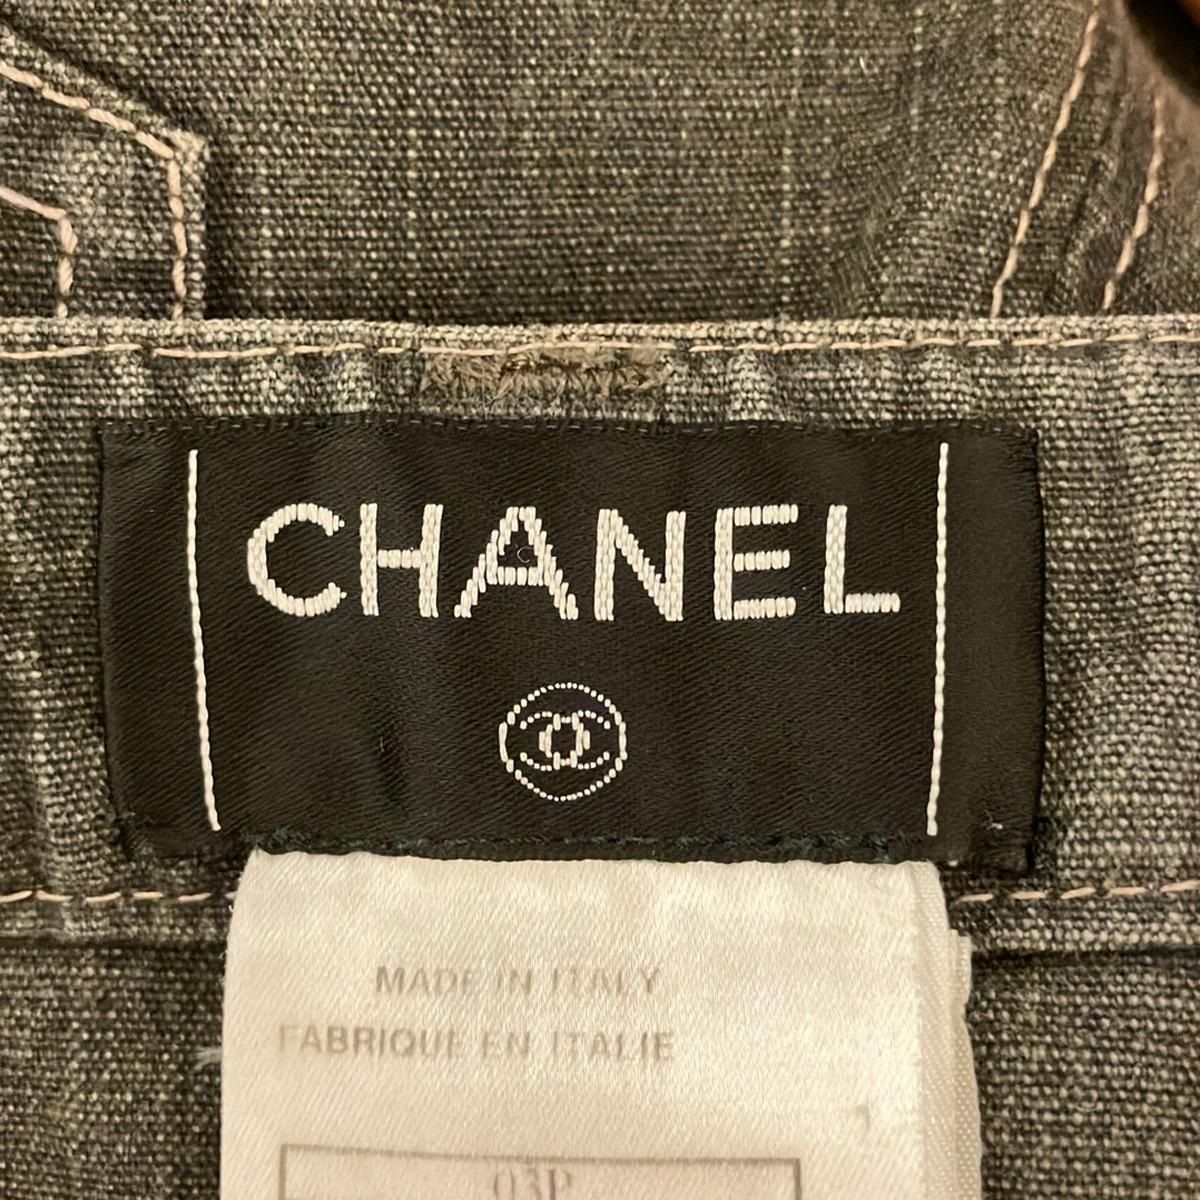 CHANEL
MADE IN ITALY
FABRIQUE EN ITALIE
03P